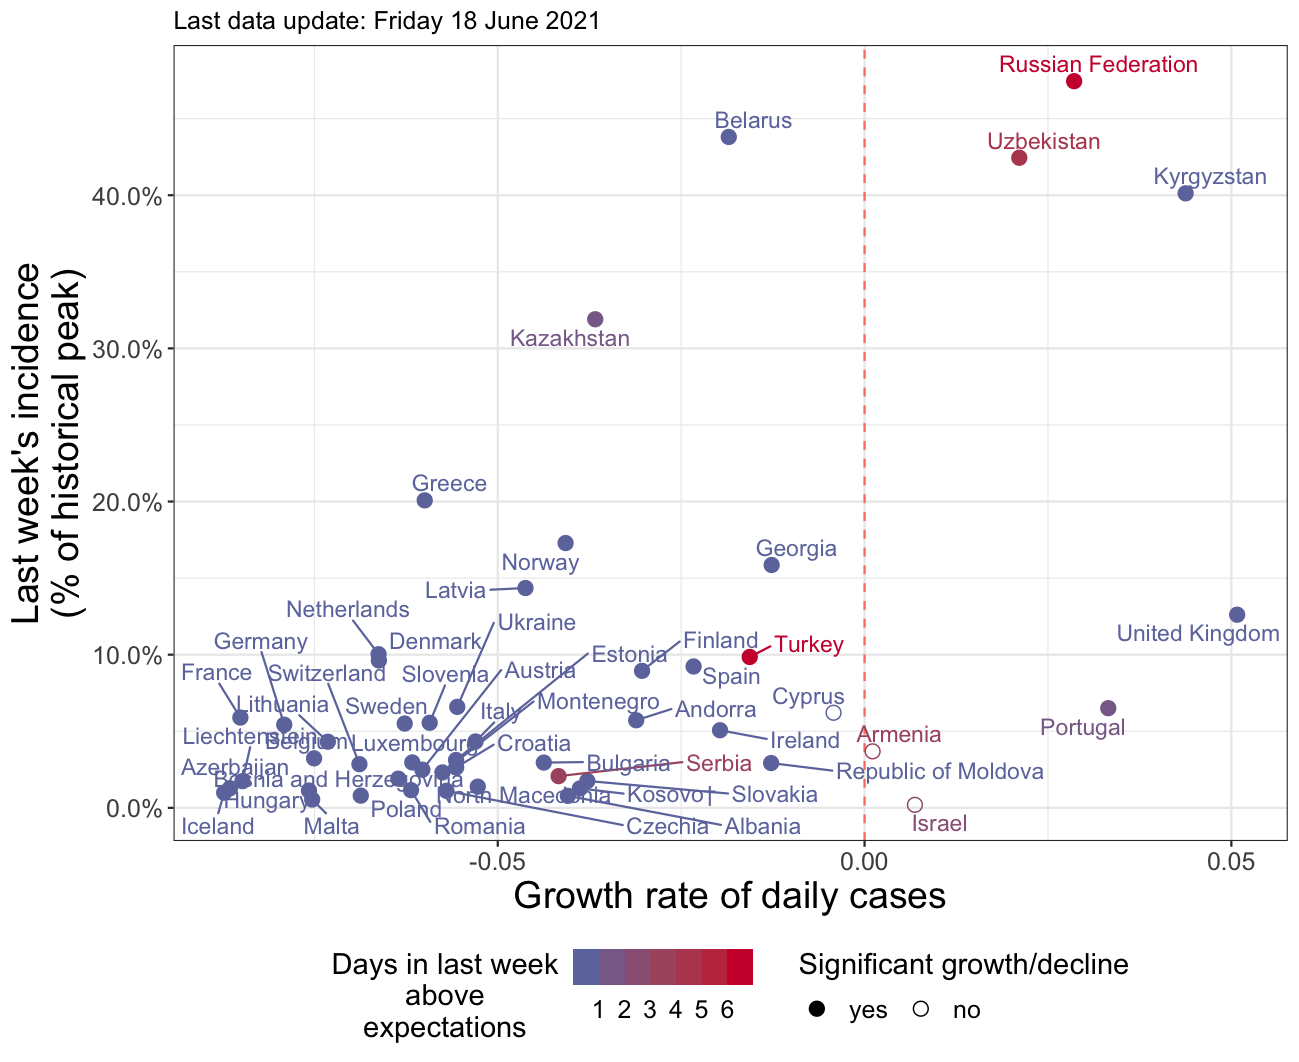 Last data update: Friday 18 June 2021
Russian Federation
Belarus
Uzbekistan
Kyrgyzstan
40.0%
Kazakhstan
30.0%
Last week's incidence
(% of historical peak)
Greece
20.0%
Georgia
Norway
Latvia
Netherlands
Ukraine
United Kingdom
Germany
Denmark
Finland
Turkey
10.0%
Estonia
France
Switzerland
Slovenia
Austria
Spain
Cyprus
Lithuania
Sweden
Italy
Montenegro
Andorra
Portugal
Liechtenstein
Belgium
Luxembourg
Croatia
Ireland
Armenia
Azerbaijan
Bulgaria
Serbia
Republic of Moldova
Bosnia and Herzegovina
Hungary
North Macedonia
Kosovo†
Slovakia
0.0%
Poland
Iceland
Malta
Romania
Czechia
Albania
Israel
-0.05
0.00
0.05
Growth rate of daily cases
Days in last week
above
expectations
1 2 3 4 5 6
Significant growth/decline
yes
no